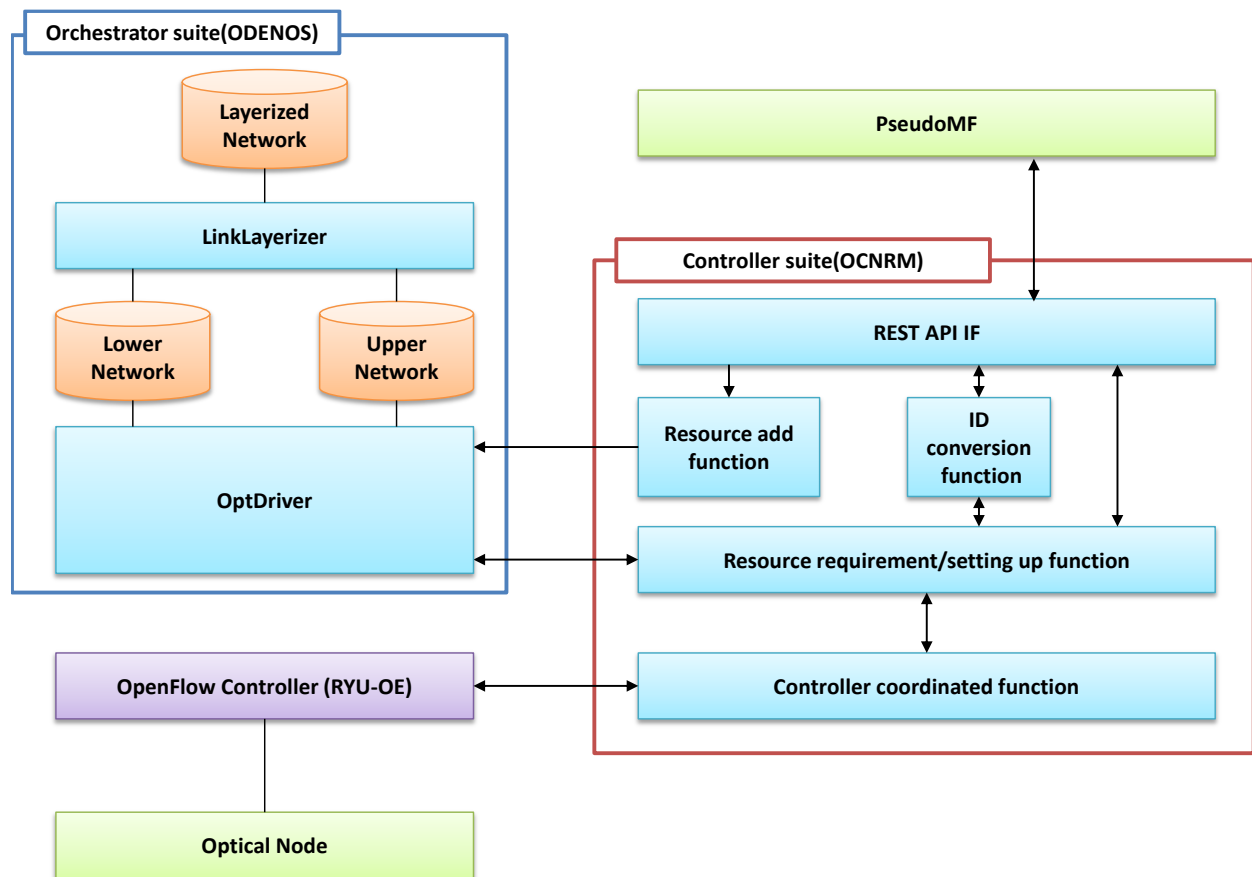 Orchestrator suite(ODENOS)
Layerized
Network
LinkLayerizer
Lower
Network
Upper
Network
OptDriver
PseudoMF
Controller suite(OCNRM)
REST API IF
Resource add
function
ID
conversion
function
Resource requirement/setting up function
Controller coordinated function
OpenFlow Controller (RYU-OE)
Optical Node